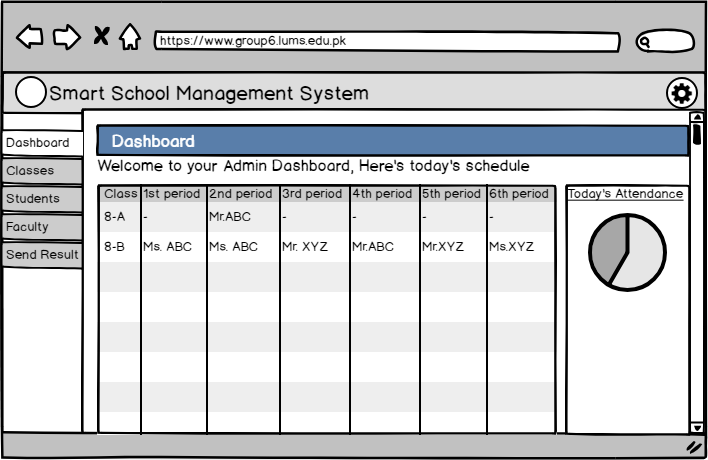 https://www.group6.lums.edu.pk
Smart School Management System
Dashboard
Classes
Students
Faculty
Send Result
Dashboard
Welcome to your Admin Dashboard, Here's today's schedule
Class 1st period 2nd period 3rd period 4th period 5th period 6th period
8-A - Mr.ABC - - - -
8-B Ms. ABC Ms. ABC Mr. XYZ Mr.ABC Mr.XYZ Ms.XYZ
Today's Attendance